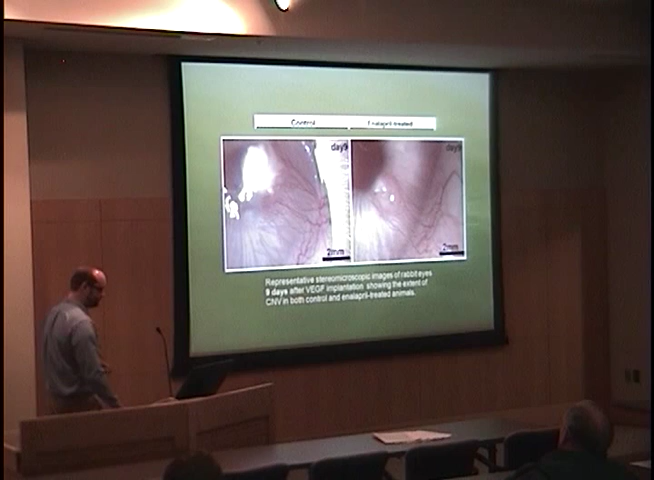 Control
Enalapril-treated
day9
day9
2mm
2mm
Representative stereomicroscopic images of rabbit eyes
9 days after VEGF implantation showing the extent of
CNV in both control and enalapril-treated animals.